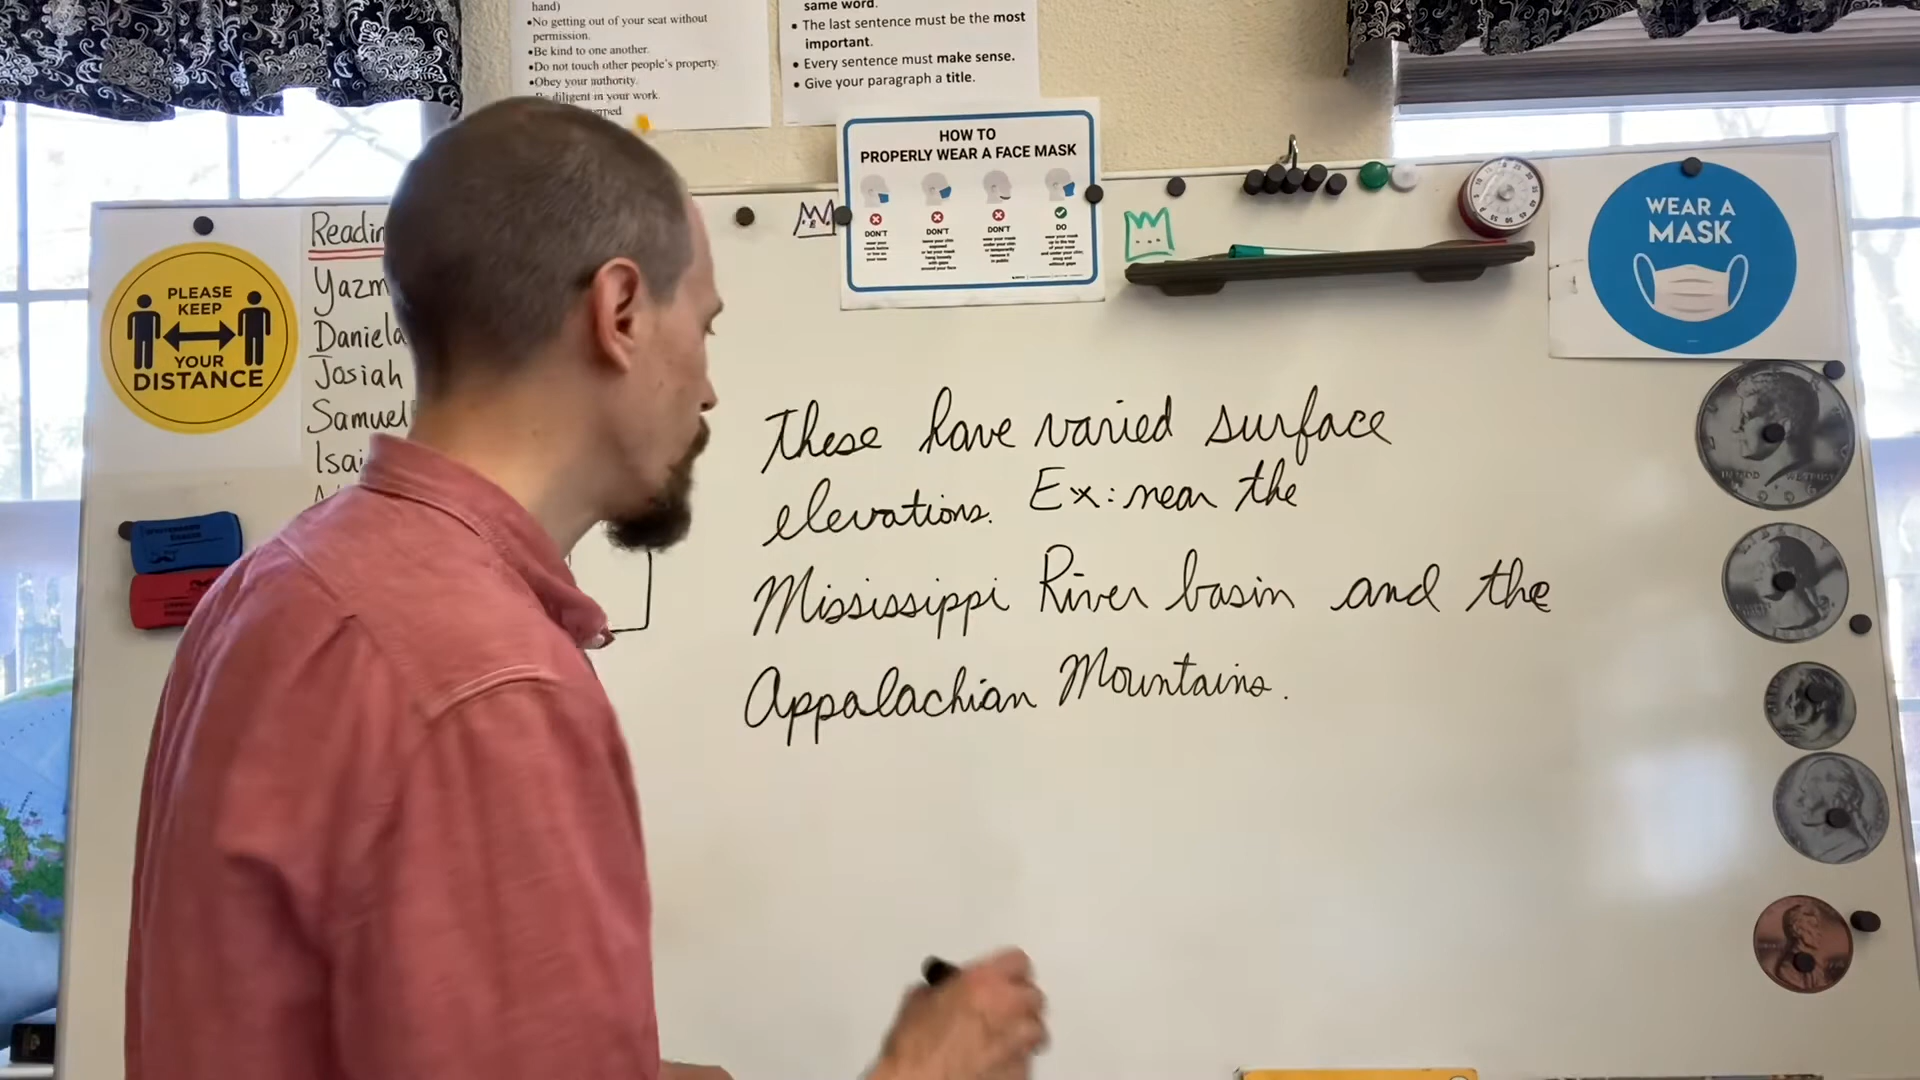 hand)
•No getting out of your seat without
permission.
•Be kind to one another.
•Do not touch other people's property.
•Obey your authority.
diligent in your work.
same word.
• The last sentence must be the most
important.
• Every sentence must make sense.
• Give your paragraph a title.
HOW TO
PROPERLY WEAR A FACE MASK
DON'T DON'T DON'T DO
WEAR A
MASK
PLEASE
KEEP
YOUR
DISTANCE
Readin
Yazm
Daniela
Josiah
Samuel
Isai
These have varied surface
elevations. Ex: near the
Mississippi River basin and the
Appalachian Mountains.
LIBERTY